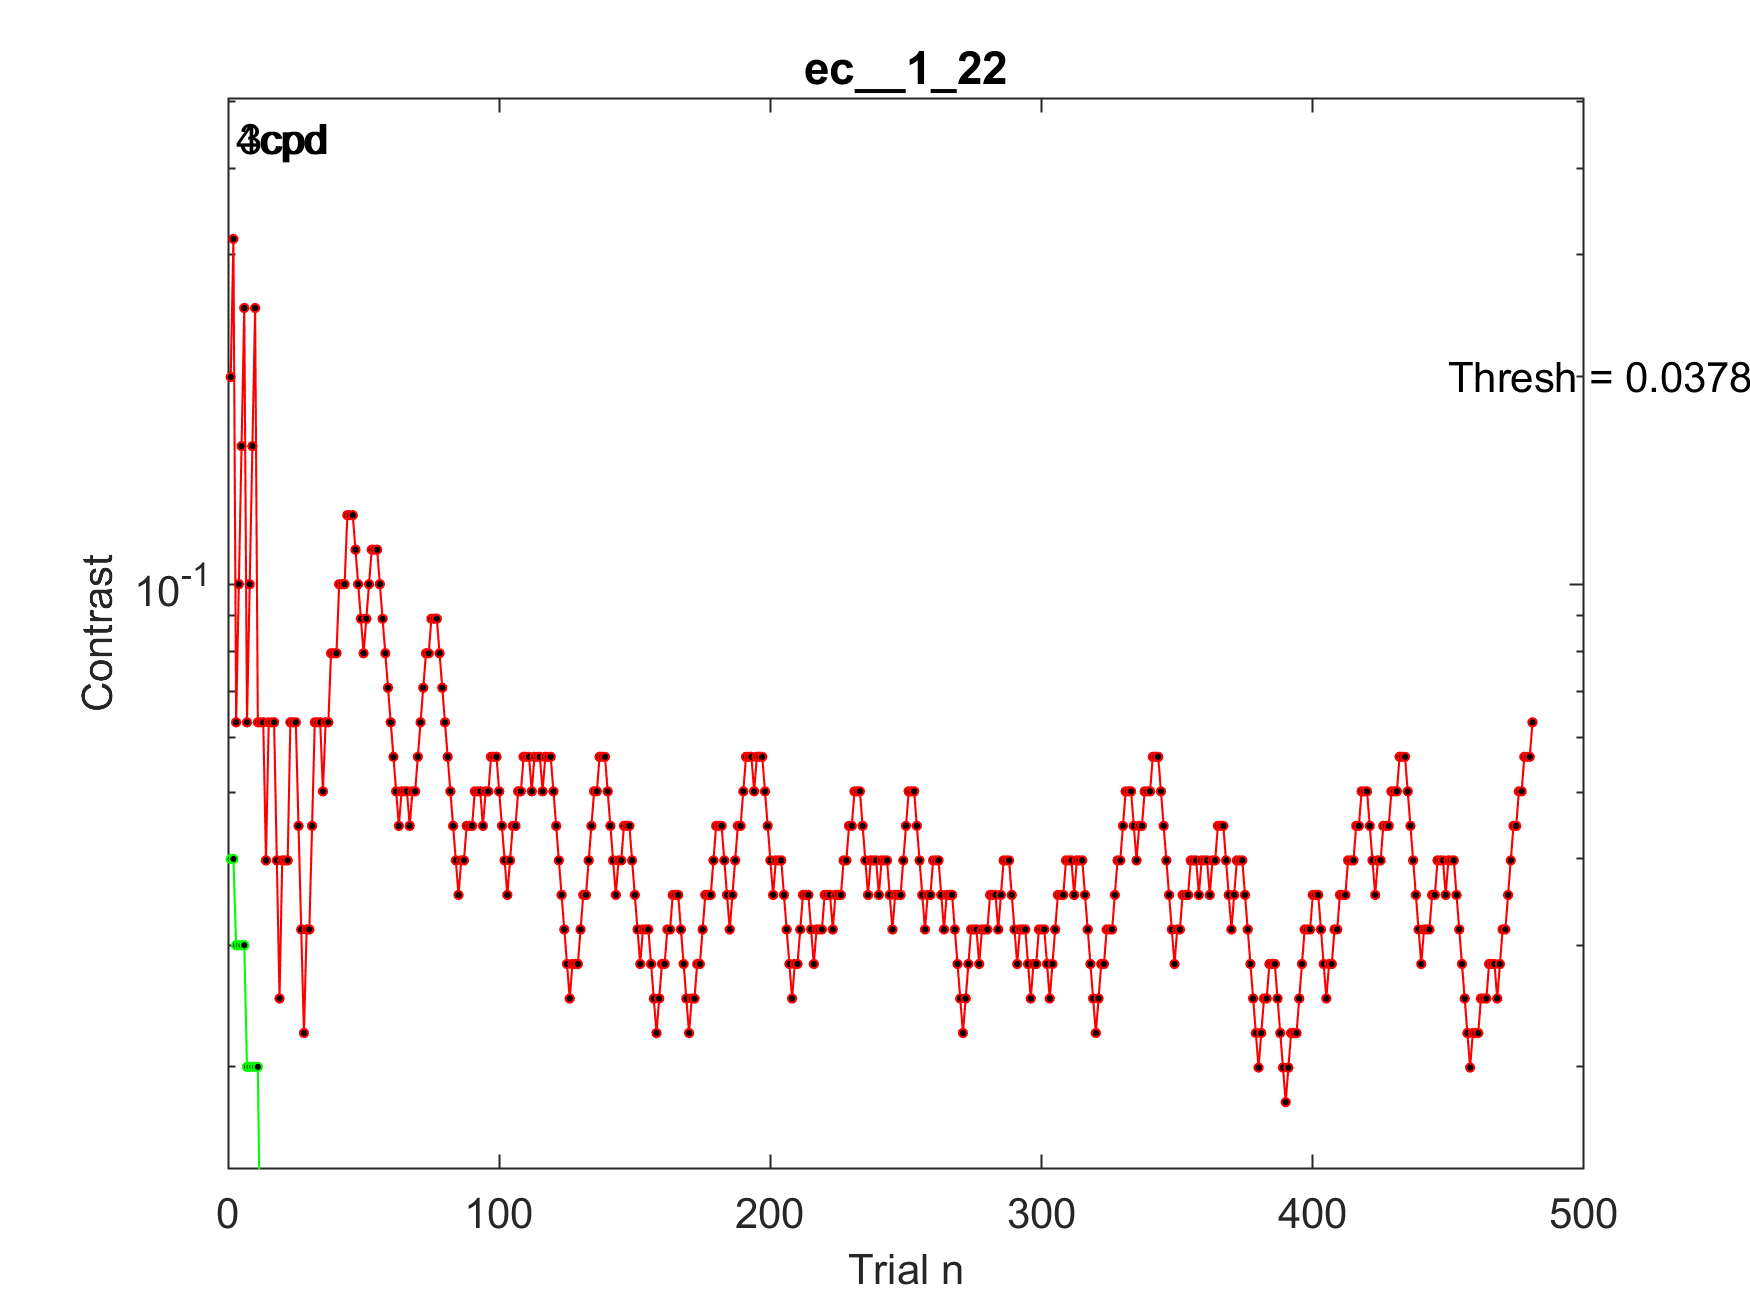 ec__1_22
cpd
Thresh = 0.0378
Contrast
10-1
0 100 200 300 400 500
Trial n